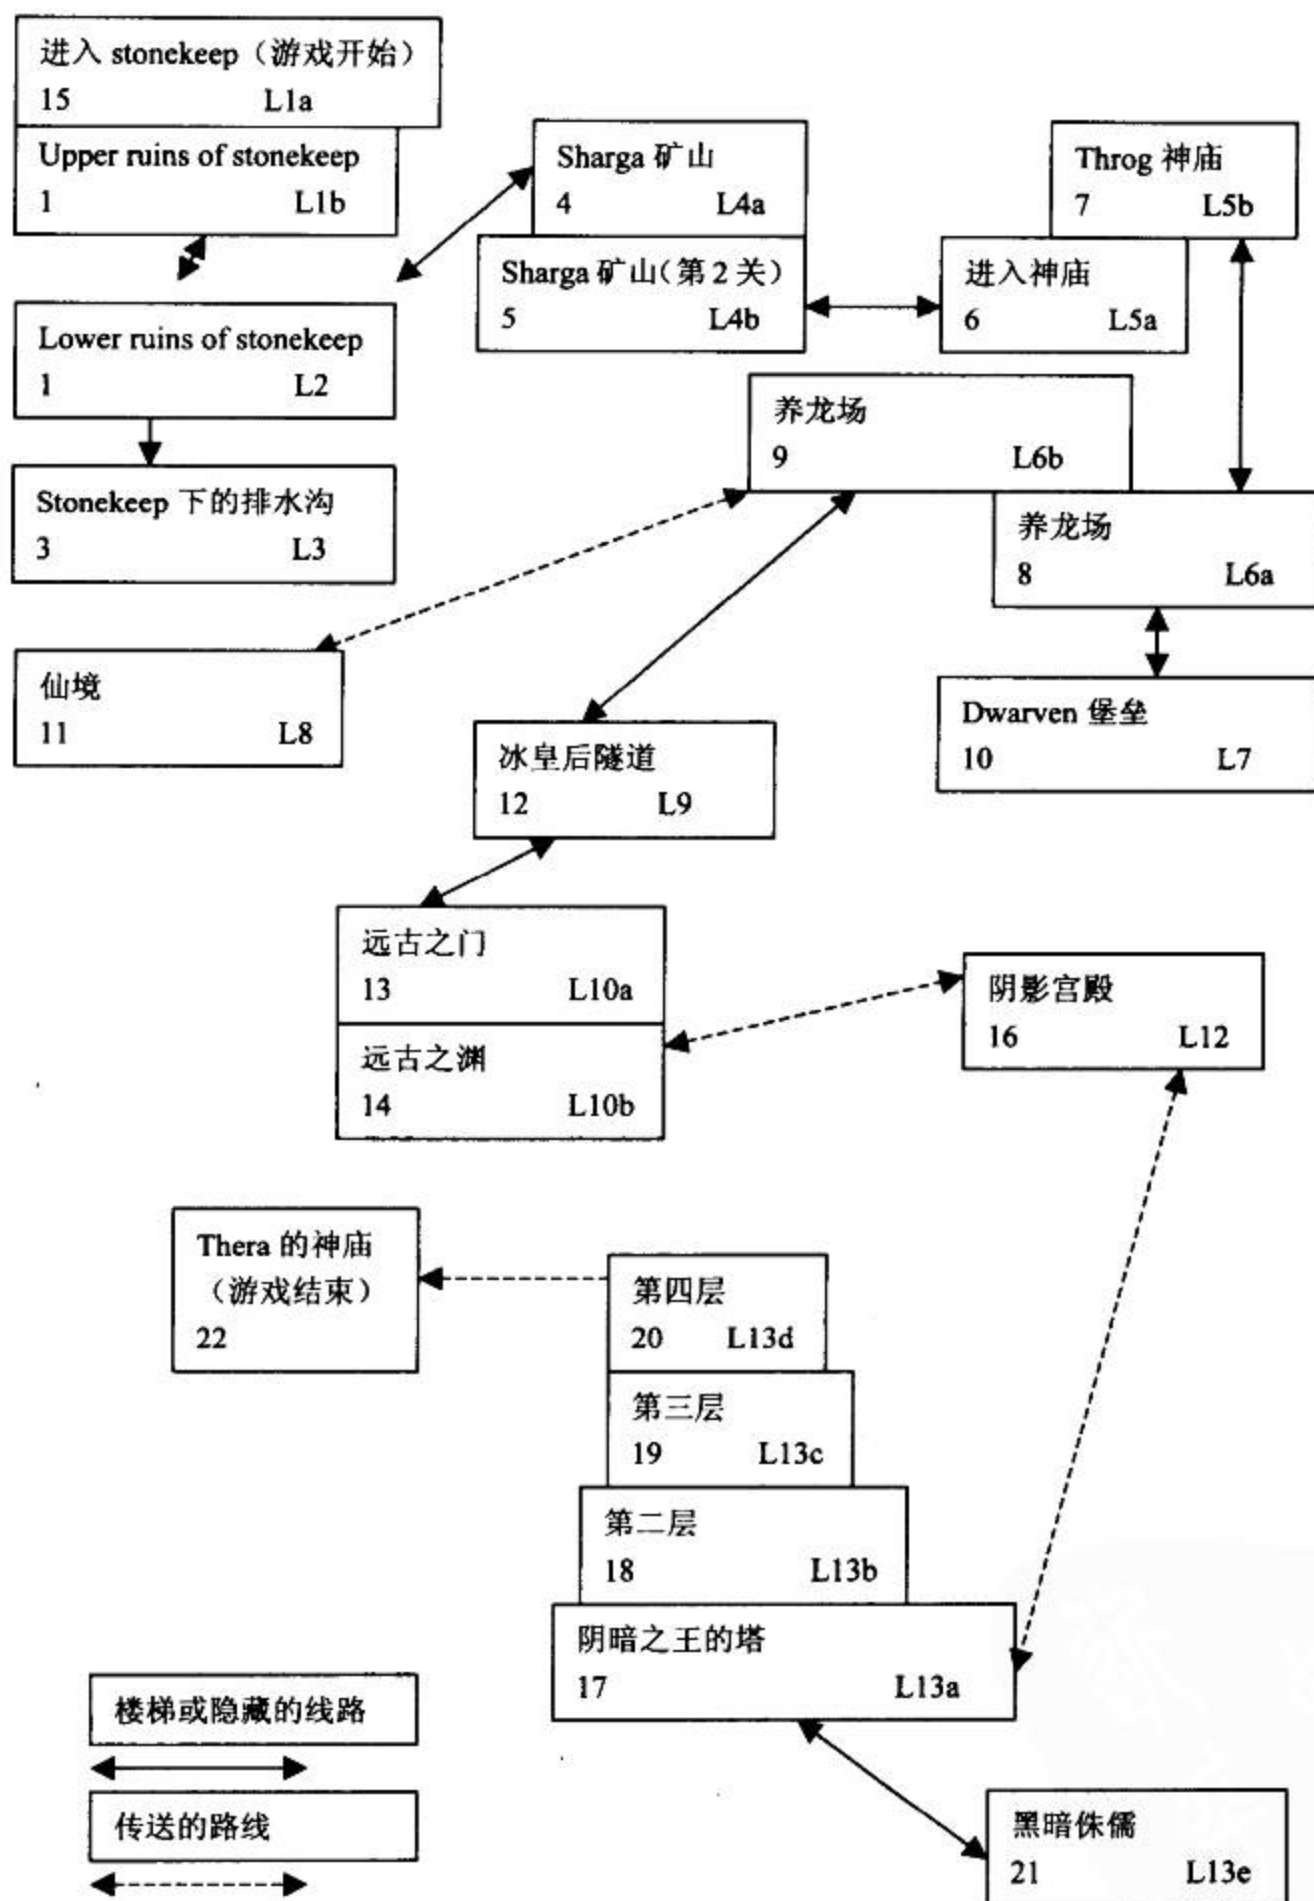 进入 stonekeep（游戏开始）
15 L1a
Upper ruins of stonekeep
1 L1b
Lower ruins of stonekeep
1 L2
Stonekeep 下的排水沟
3 L3
Sharga 矿山
4 L4a
Sharga 矿山（第2关）
5 L4b
Throg 神庙
7 L5b
进入神庙
6 L5a
养龙场
9 L6b
养龙场
8 L6a
Dwarven 堡垒
10 L7
仙境
11 L8
冰皇后隧道
12 L9
远古之门
13 L10a
远古之渊
14 L10b
阴影宫殿
16 L12
Thera 的神庙
（游戏结束）
22
第四层
20 L13d
第三层
19 L13c
第二层
18 L13b
阴暗之王的塔
17 L13a
黑暗侏儒
21 L13e
楼梯或隐藏的线路
传送的路线